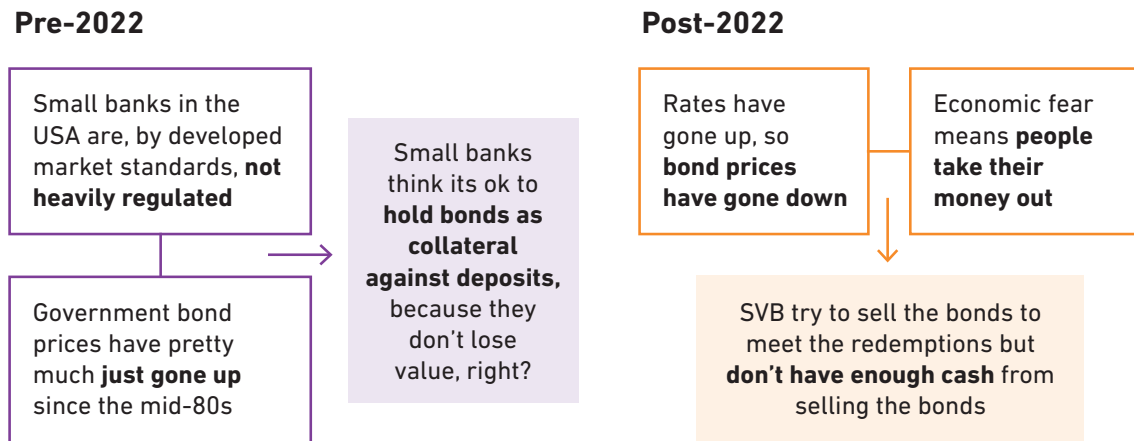 Pre-2022
Small banks in the
USA are, by developed
market standards, not
heavily regulated
Government bond
prices have pretty
much just gone up
since the mid-80s
Small banks
think its ok to
hold bonds as
collateral
against deposits,
because they
don’t lose
value, right?
Post-2022
Rates have
gone up, so
bond prices
have gone down
Economic fear
means people
take their
money out
SVB try to sell the bonds to
meet the redemptions but
don’t have enough cash from
selling the bonds